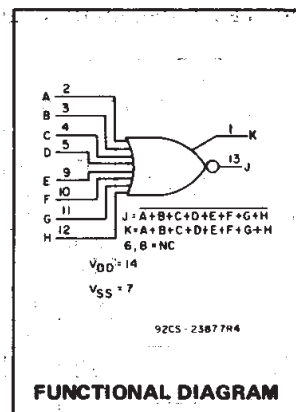 A 2
B 3
C 4
D 5
E 9
F 10
G 11
H 12
1 K
13 J
J = A+B+C+D+E+F+G+H
K=A+B+C+D+E+F+G+H
6, 8 = NC
VDD = 14
VSS = 7
92CS-23877R4
FUNCTIONAL DIAGRAM